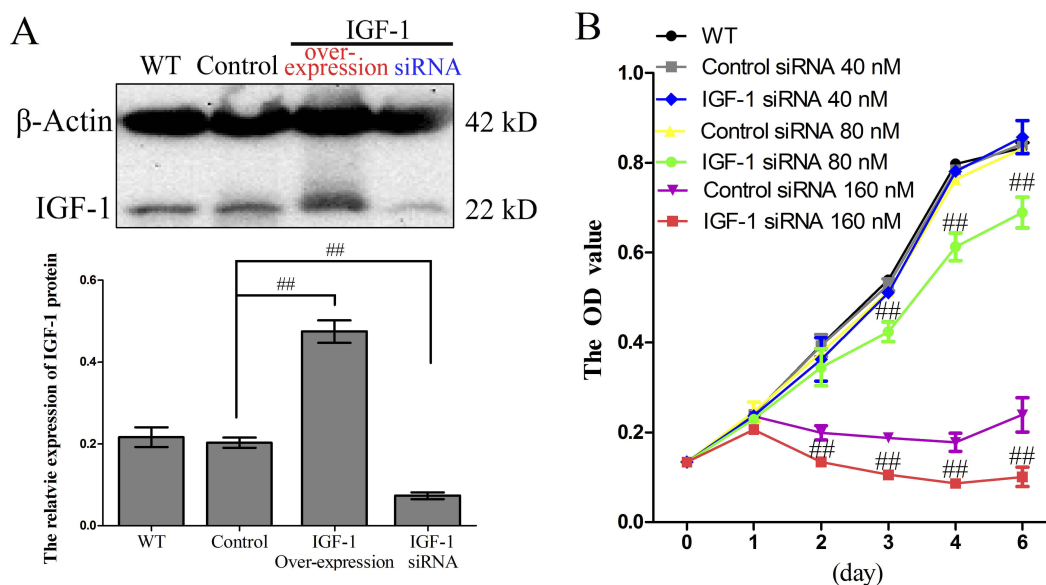 A
IGF-1
WT Control over-expression siRNA
β-Actin 42 kD
IGF-1 22 kD
The relatvie expression of IGF-1 protein
0.6
0.4
0.2
0.0
##
##
WT Control IGF-1 IGF-1
Over-expression siRNA
B
WT
Control siRNA 40 nM
IGF-1 siRNA 40 nM
Control siRNA 80 nM
IGF-1 siRNA 80 nM
Control siRNA 160 nM
IGF-1 siRNA 160 nM
The OD value
1.0
0.8
0.6
0.4
0.2
0.0
##
##
##
##
##
##
##
0 1 2 3 4 6
(day)